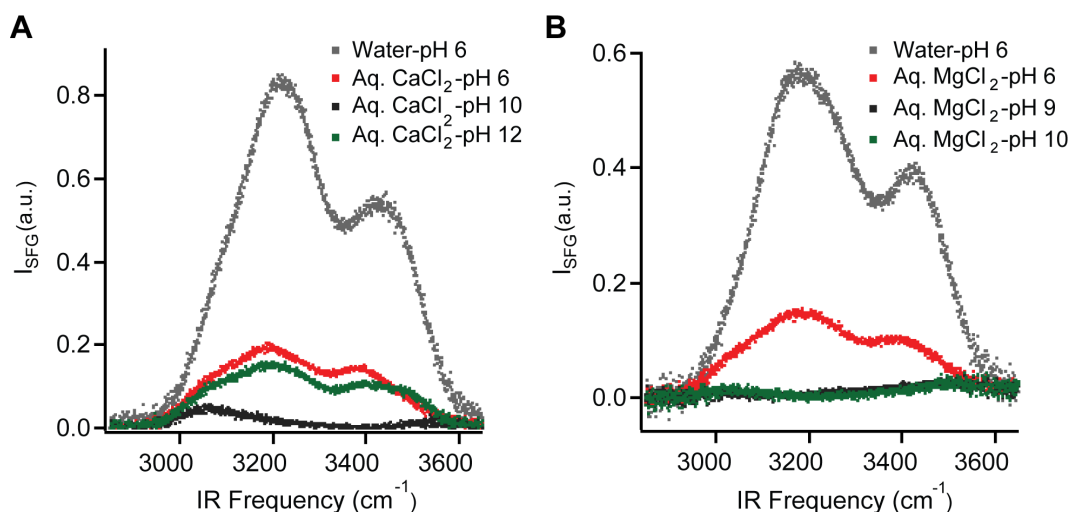 A
Water-pH 6
Aq. CaCl2-pH 6
Aq. CaCl2-pH 10
Aq. CaCl2-pH 12
0.8
0.6
0.4
0.2
0.0
ISFG(a.u.)
3000 3200 3400 3600
IR Frequency (cm-1)
B
Water-pH 6
Aq. MgCl2-pH 6
Aq. MgCl2-pH 9
Aq. MgCl2-pH 10
0.6
0.4
0.2
0.0
ISFG(a.u.)
3000 3200 3400 3600
IR Frequency (cm-1)